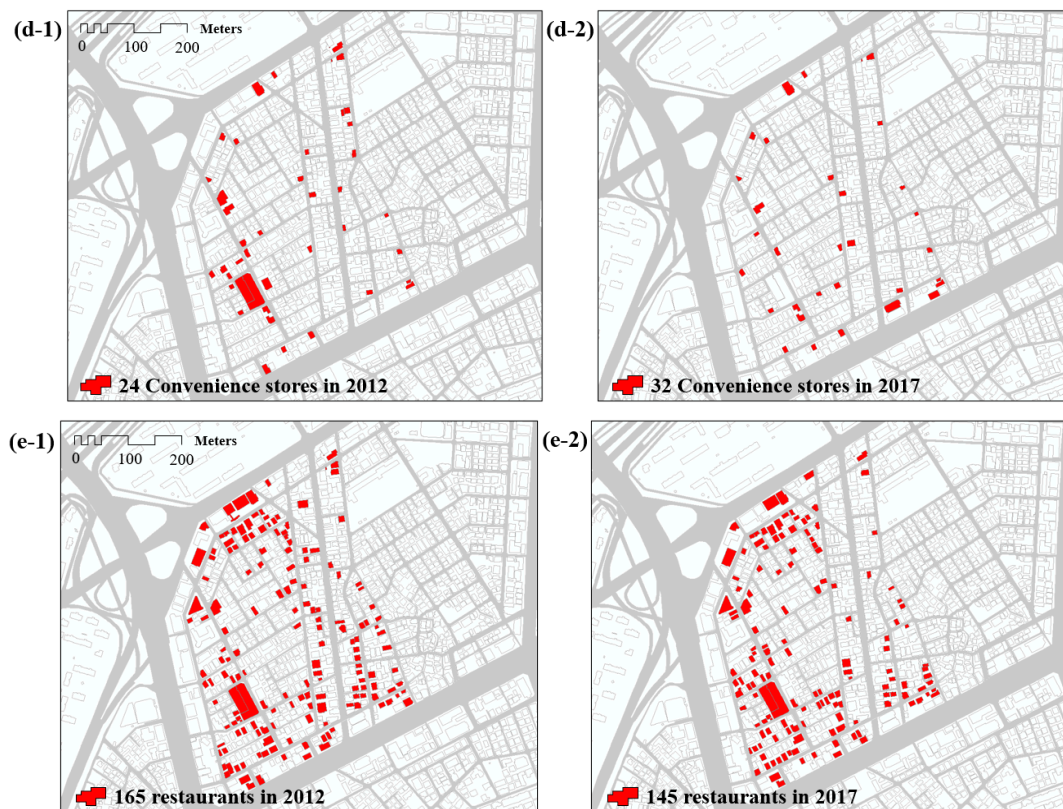 (d-1)
Meters
0 100 200
24 Convenience stores in 2012
(d-2)
32 Convenience stores in 2017
(e-1)
Meters
0 100 200
165 restaurants in 2012
(e-2)
145 restaurants in 2017